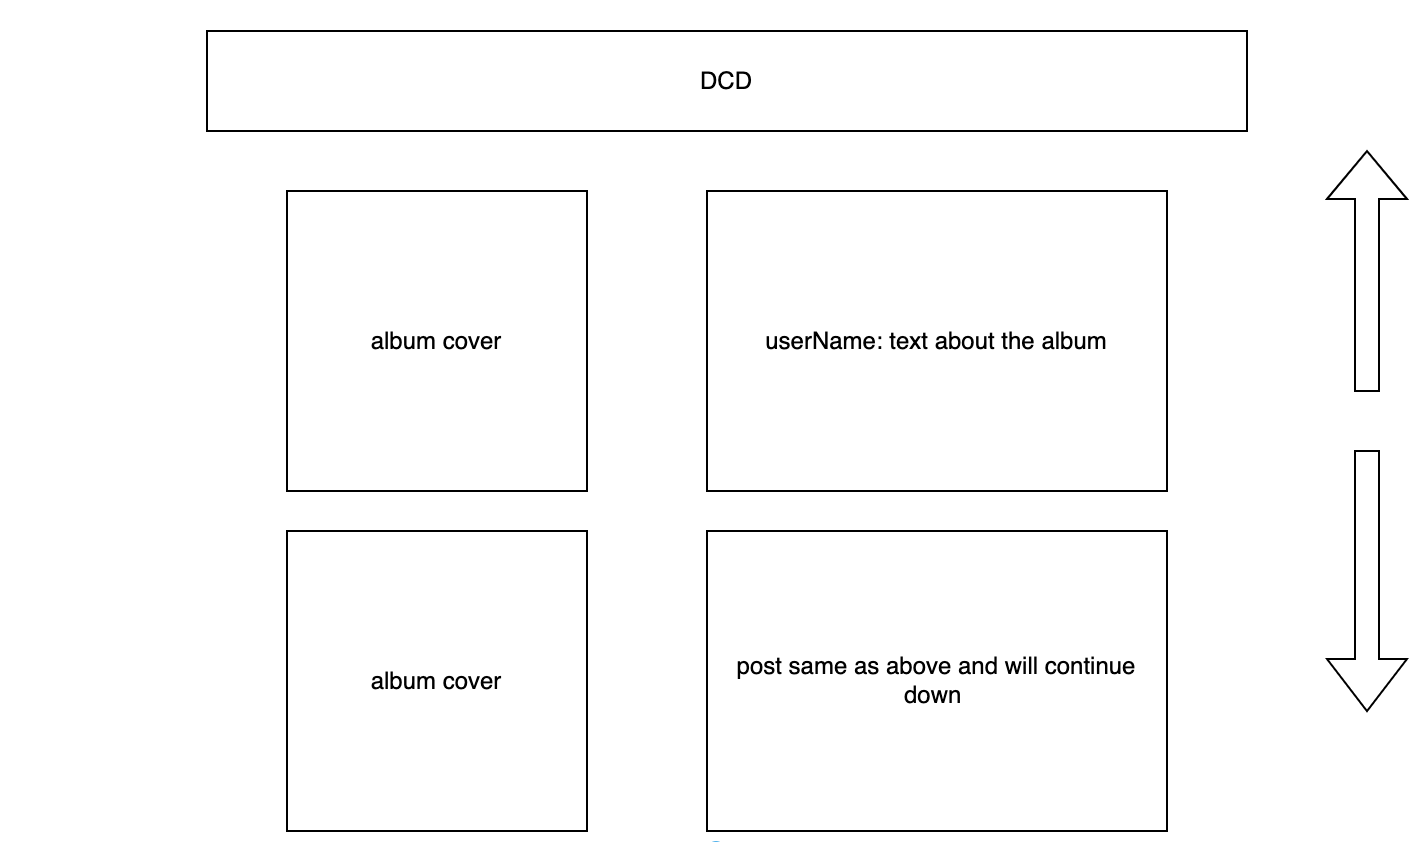 DCD
album cover
userName: text about the album
album cover
post same as above and will continue
down